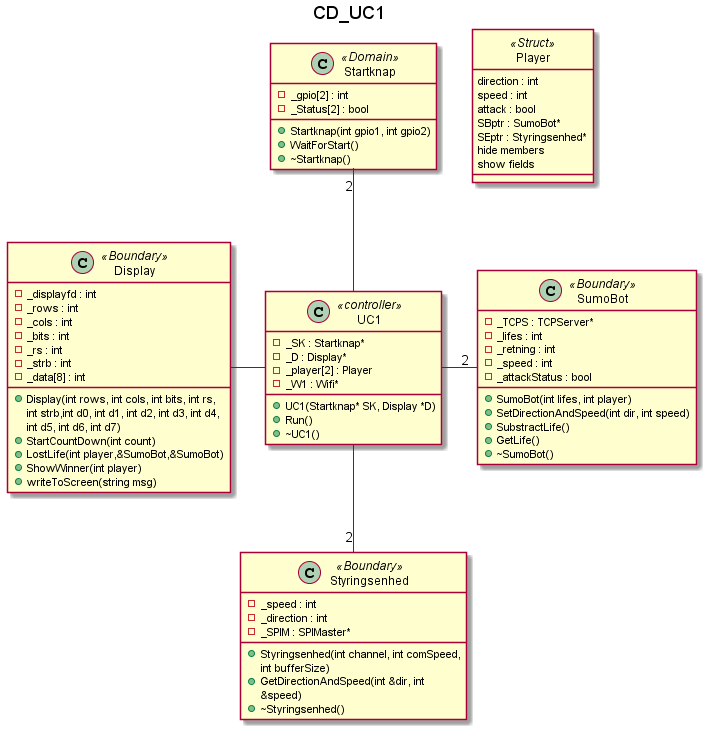 CD_UC1
C
«Domain»
Startknap
_gpio[2] : int
_Status[2] : bool
Startknap(int gpio1, int gpio2)
WaitForStart()
~Startknap()
«Struct»
Player
direction : int
speed : int
attack : bool
SBptr : SumoBot*
SEptr : Styringsenhed*
hide members
show fields
2
C
«Boundary»
Display
_displayfd : int
_rows : int
_cols : int
_bits : int
_rs : int
_strb : int
_data[8] : int
Display(int rows, int cols, int bits, int rs,
int strb,int d0, int d1, int d2, int d3, int d4,
int d5, int d6, int d7)
StartCountDown(int count)
LostLife(int player,&SumoBot,&SumoBot)
ShowWinner(int player)
writeToScreen(string msg)
C
«controller»
UC1
_SK : Startknap*
_D : Display*
_player[2] : Player
_W1 : Wifi*
UC1(Startknap* SK, Display *D)
Run()
~UC1()
2
C
«Boundary»
SumoBot
_TCPS : TCPServer*
_lifes : int
_retning : int
_speed : int
_attackStatus : bool
SumoBot(int lifes, int player)
SetDirectionAndSpeed(int dir, int speed)
SubstractLife()
GetLife()
~SumoBot()
2
C
«Boundary»
Styringsenhed
_speed : int
_direction : int
_SPIM : SPIMaster*
Styringsenhed(int channel, int comSpeed,
int bufferSize)
GetDirectionAndSpeed(int &dir, int
&speed)
~Styringsenhed()